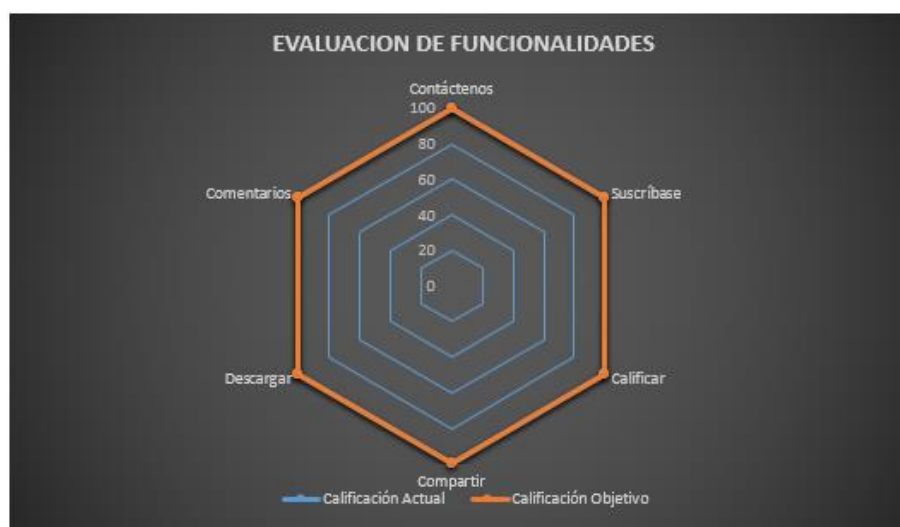 EVALUACION DE FUNCIONALIDADES
Contáctenos
100
80
60
40
20
0
Comentarios
Suscríbase
Descargar
Calificar
Compartir
Calificación Actual
Calificación Objetivo